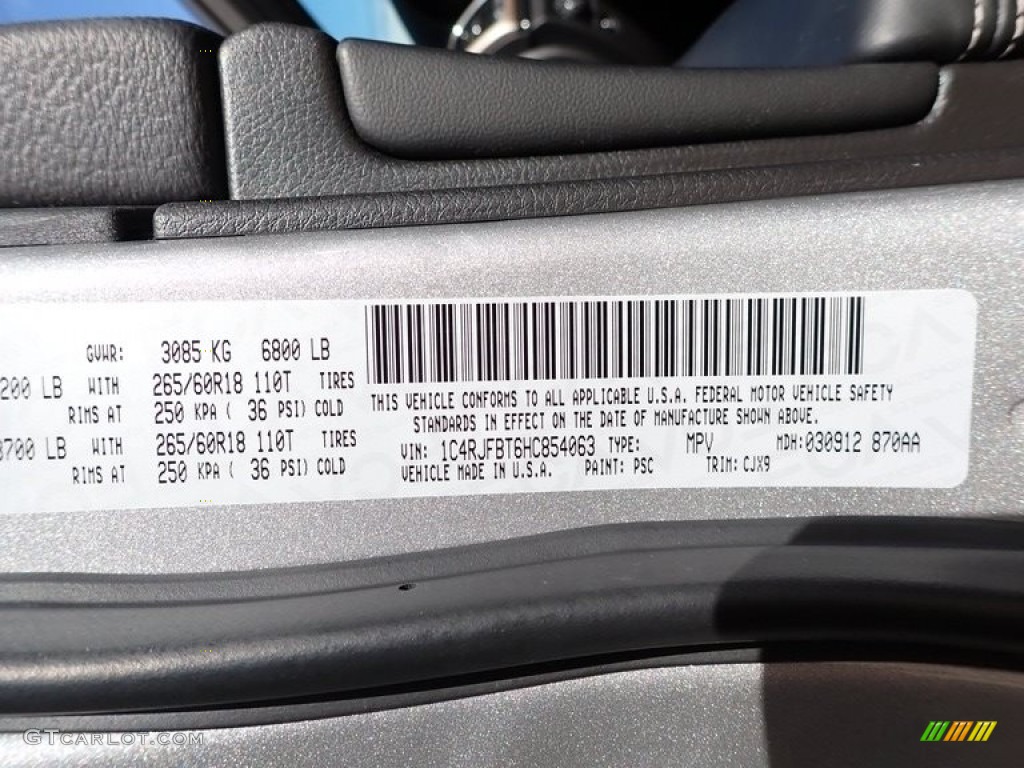 GVWR: 3085 KG 6800 LB
200 LB WITH 265/60R18 110T TIRES
RIMS AT 250 KPA ( 36 PSI) COLD
3700 LB WITH 265/60R18 110T TIRES
RIMS AT 250 KPA ( 36 PSI) COLD
THIS VEHICLE CONFORMS TO ALL APPLICABLE U.S.A. FEDERAL MOTOR VEHICLE SAFETY
STANDARDS IN EFFECT ON THE DATE OF MANUFACTURE SHOWN ABOVE.
VIN: 1C4RJFBT6HC854063 TYPE: MPV MDH:030912 870AA
VEHICLE MADE IN U.S.A. PAINT: PSC TRIM: CJX9
GTCARLOT.COM